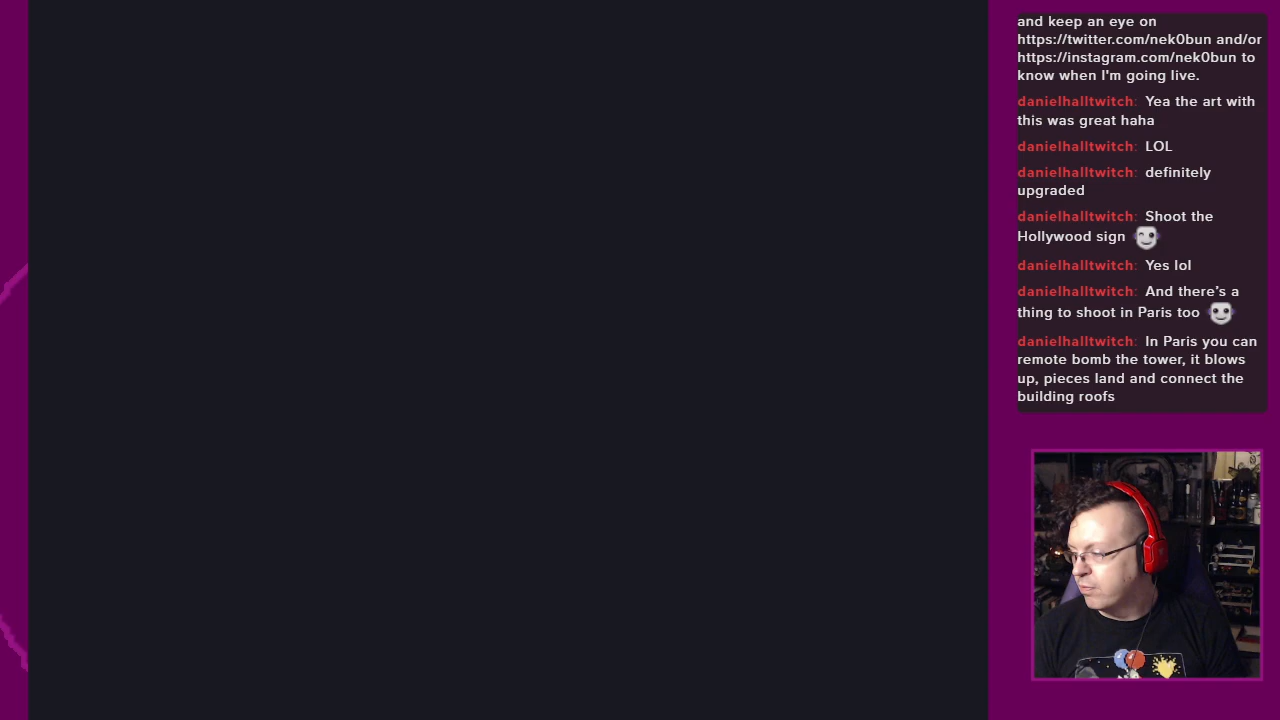 and keep an eye on
https://twitter.com/nek0bun and/or
https://instagram.com/nek0bun to
know when I'm going live.
danielhalltwitch: Yea the art with
this was great haha
danielhalltwitch: LOL
danielhalltwitch: definitely
upgraded
danielhalltwitch: Shoot the
Hollywood sign
danielhalltwitch: Yes lol
danielhalltwitch: And there's a
thing to shoot in Paris too
danielhalltwitch: In Paris you can
remote bomb the tower, it blows
up, pieces land and connect the
building roofs